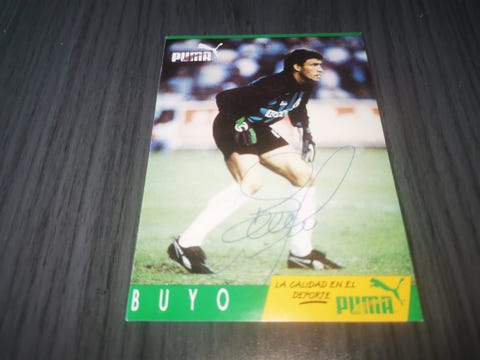 PUMA
BUYO
LA CALIDAD EN EL
DEPORTE
PUMA